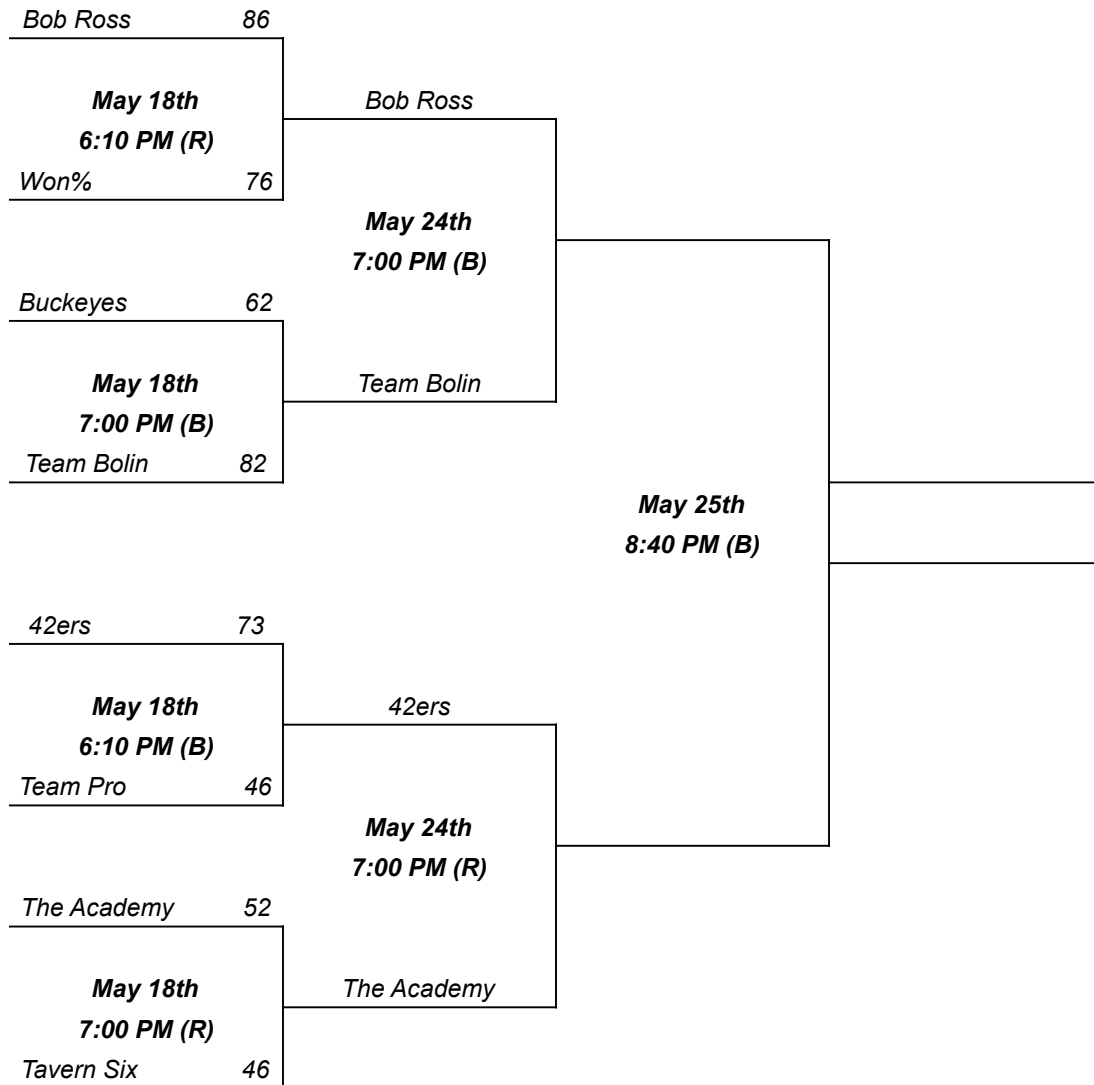 Bob Ross 86
May 18th
Bob Ross
6:10 PM (R)
Won% 76
May 24th
7:00 PM (B)
Buckeyes 62
May 18th
Team Bolin
7:00 PM (B)
Team Bolin 82
May 25th
8:40 PM (B)
42ers 73
May 18th
42ers
6:10 PM (B)
Team Pro 46
May 24th
7:00 PM (R)
The Academy 52
May 18th
The Academy
7:00 PM (R)
Tavern Six 46